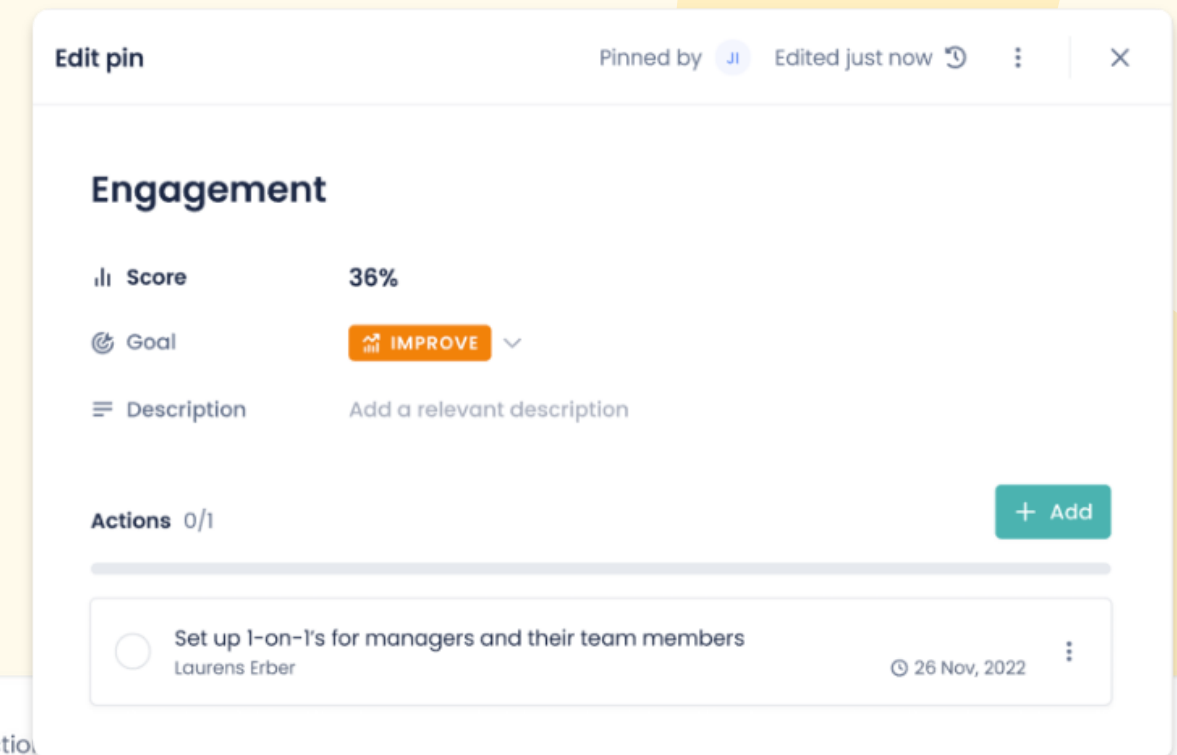 Edit pin
Pinned by JI Edited just now
Engagement
Score 36%
Goal IMPROVE
Description Add a relevant description
Actions 0/1
+ Add
Set up 1-on-1's for managers and their team members
Laurens Erber
26 Nov, 2022